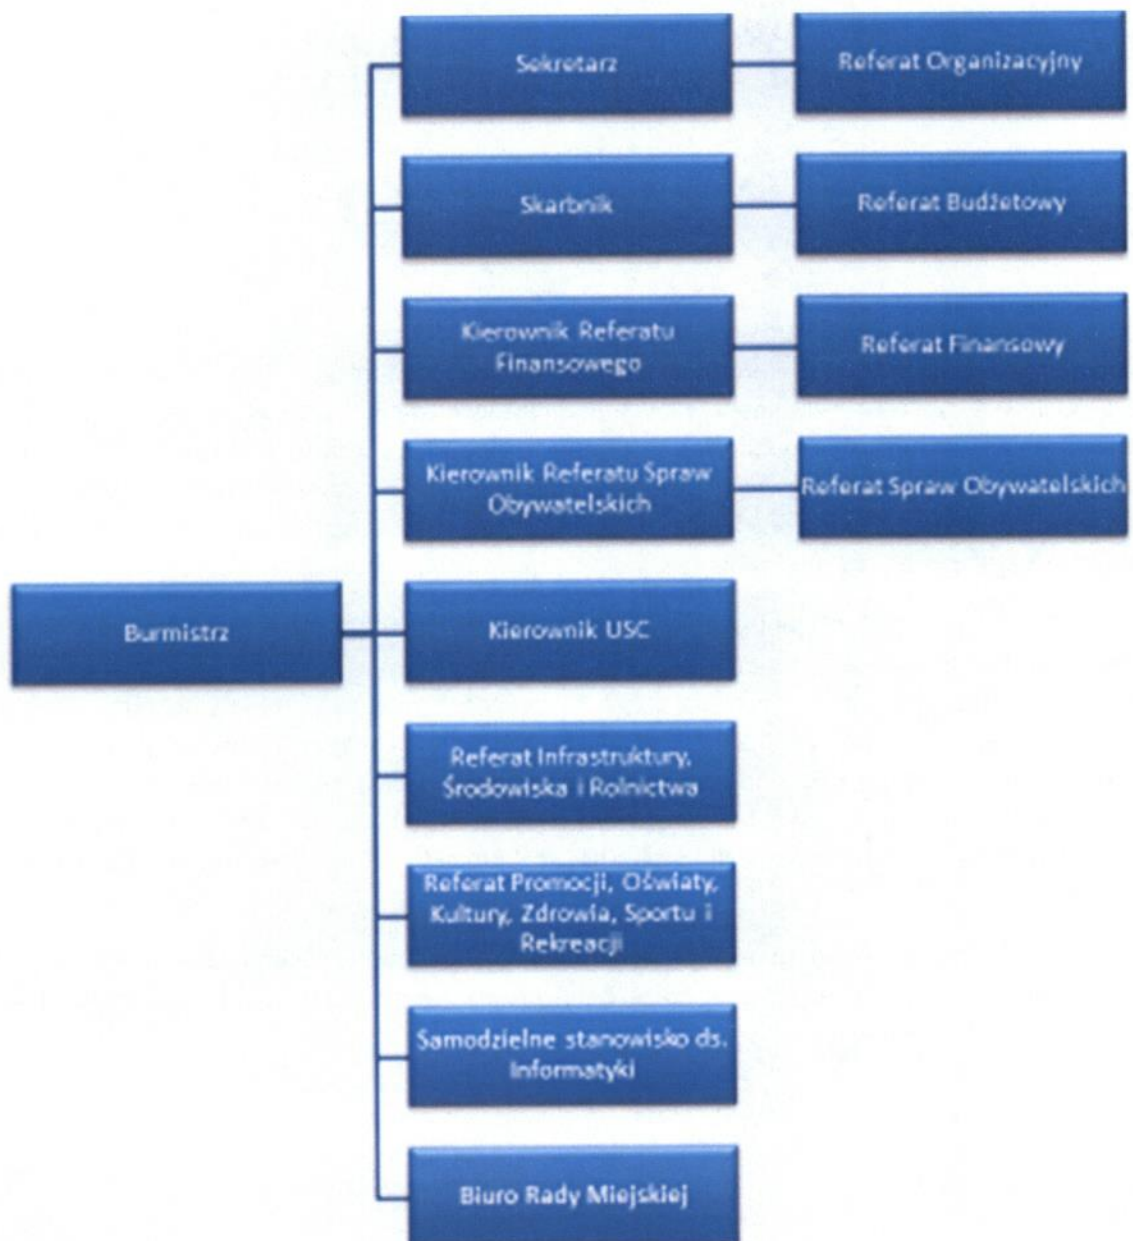 Sekretarz
Referat Organizacyjny
Skarbnik
Referat Budżetowy
Kierownik Referatu
Finansowego
Referat Finansowy
Kierownik Referatu Spraw
Obywatelskich
Referat Spraw Obywatelskich
Burmistrz
Kierownik USC
Referat Infrastruktury,
Środowiska i Rolnictwa
Referat Promocji, Oświaty,
Kultury, Zdrowia, Sportu i
Rekreacji
Samodzielne stanowisko ds.
Informatyki
Biuro Rady Miejskiej